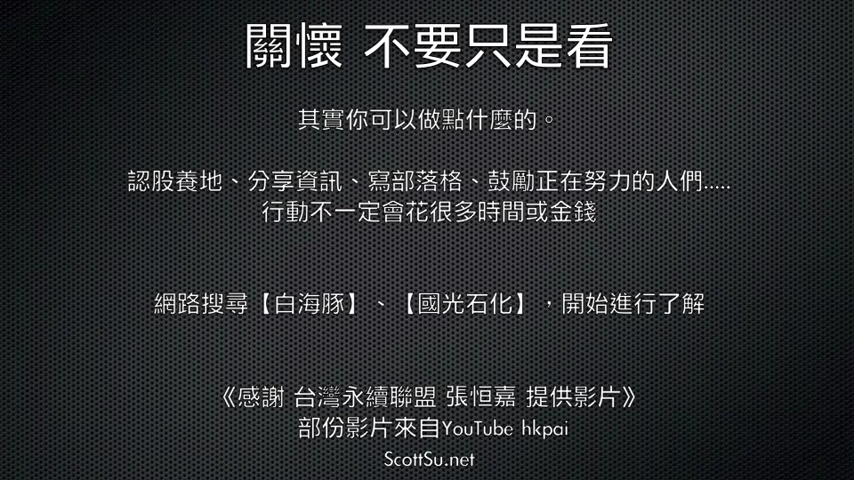 關懷 不要只是看
其實你可以做點什麼的。
認股養地、分享資訊、寫部落格、鼓勵正在努力的人們.....
行動不一定會花很多時間或金錢
網路搜尋【白海豚】、【國光石化】，開始進行了解
《感謝 台灣永續聯盟 張恒嘉 提供影片》
部份影片來自YouTube hkpai
ScottSu.net